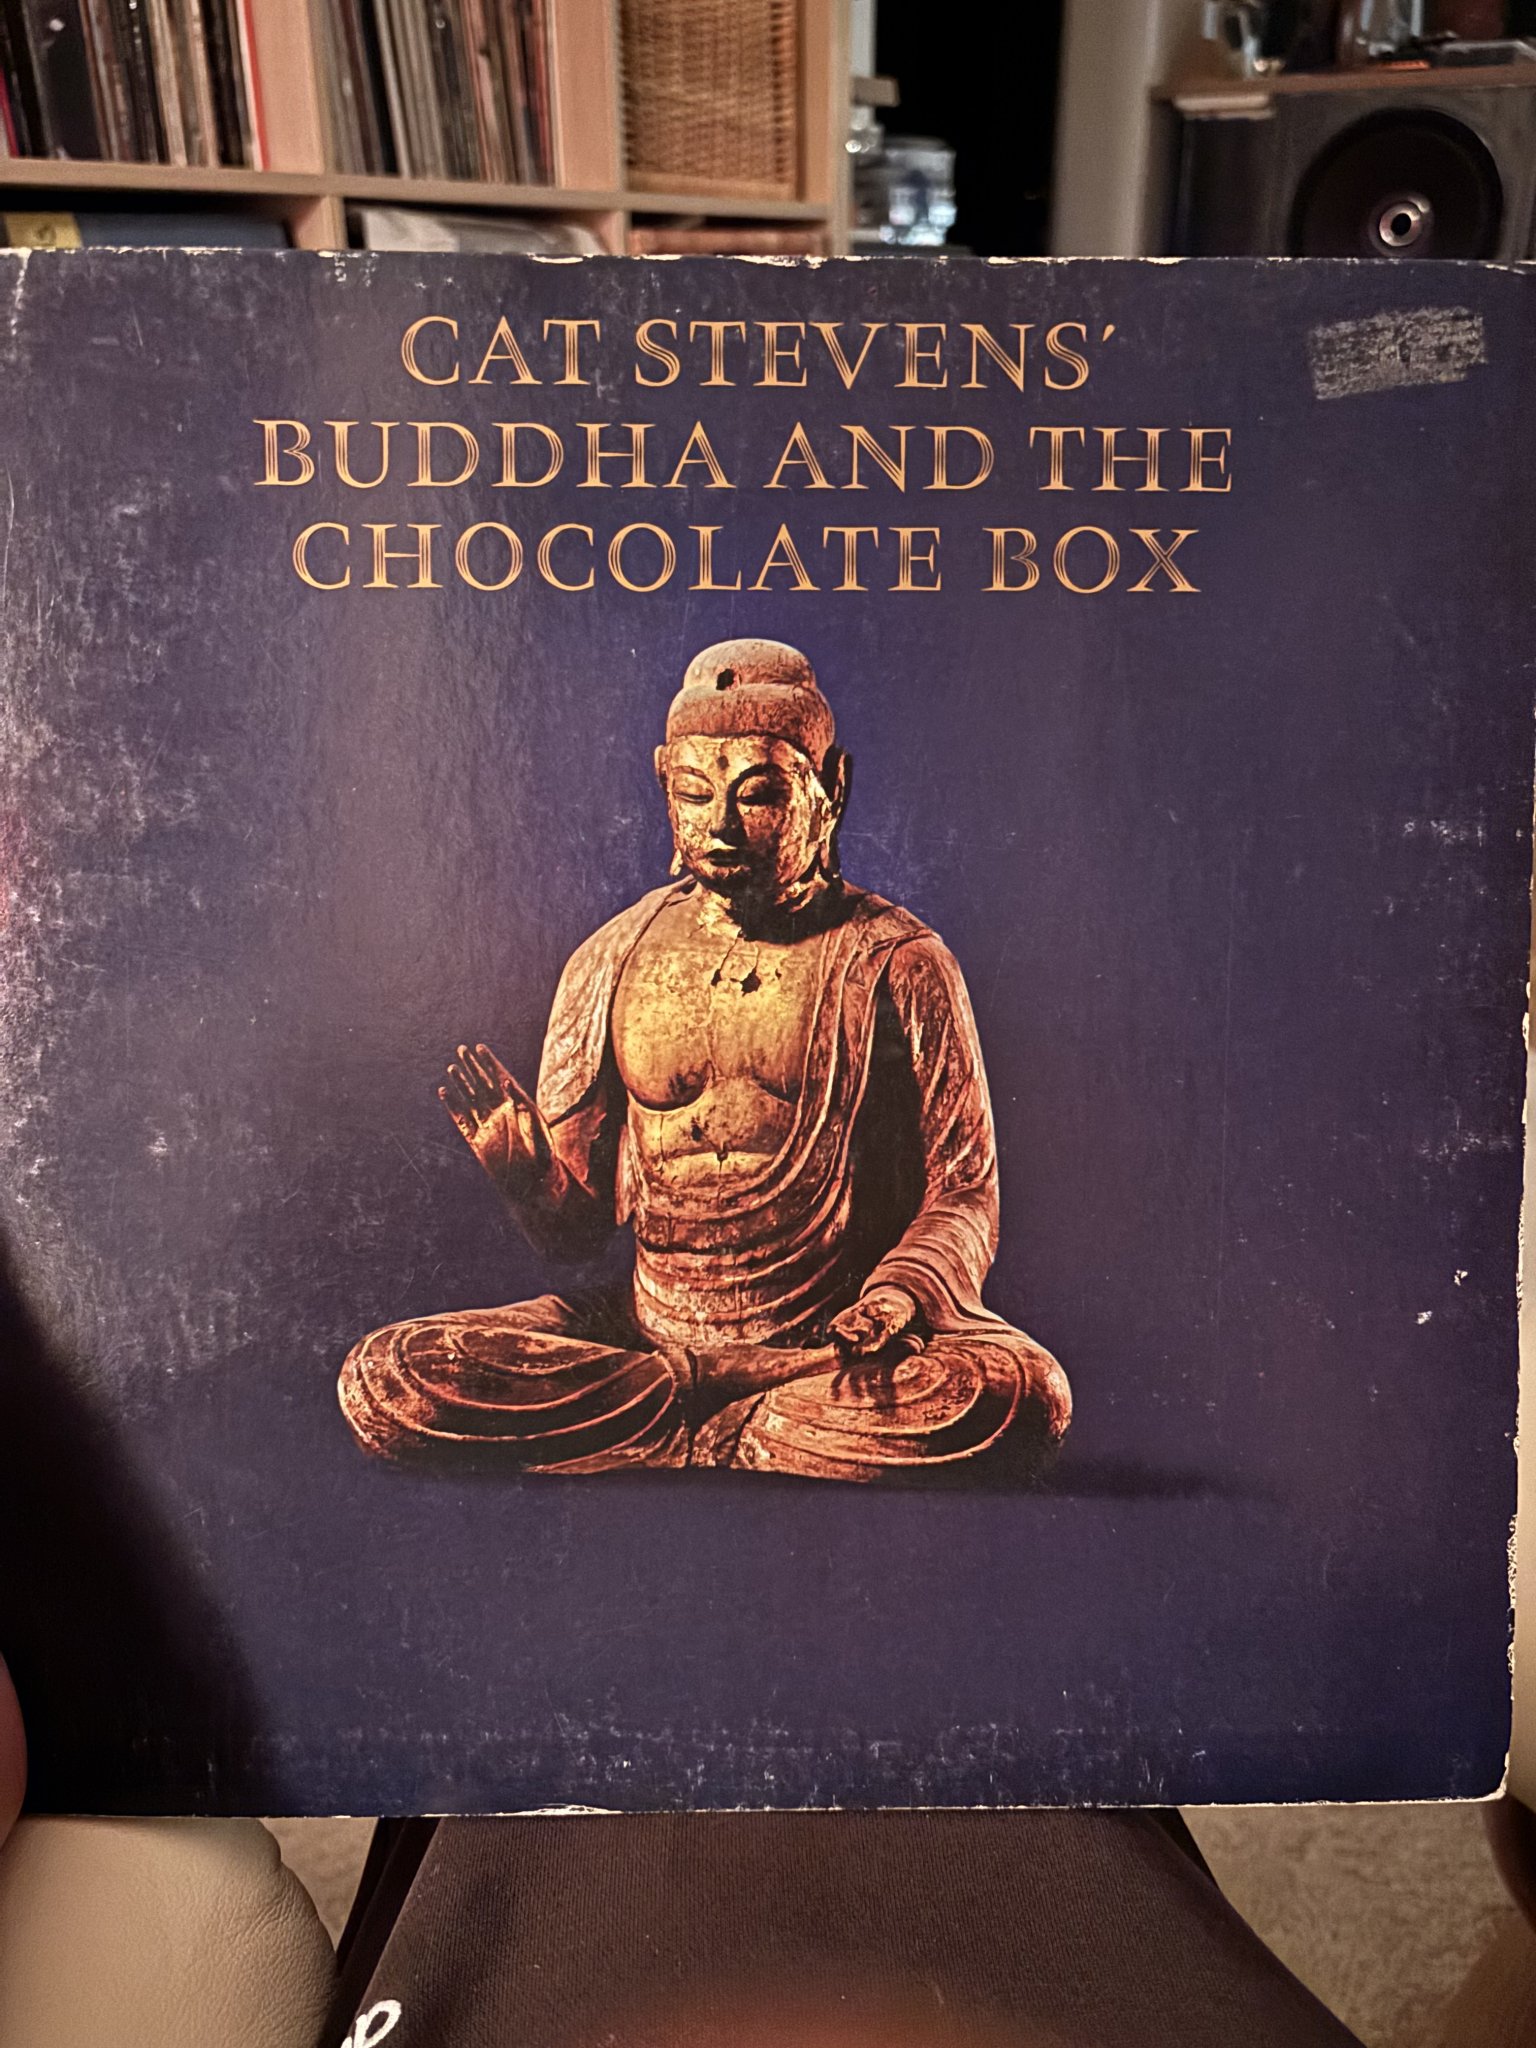 CAT STEVENS'
BUDDHA AND THE
CHOCOLATE BOX